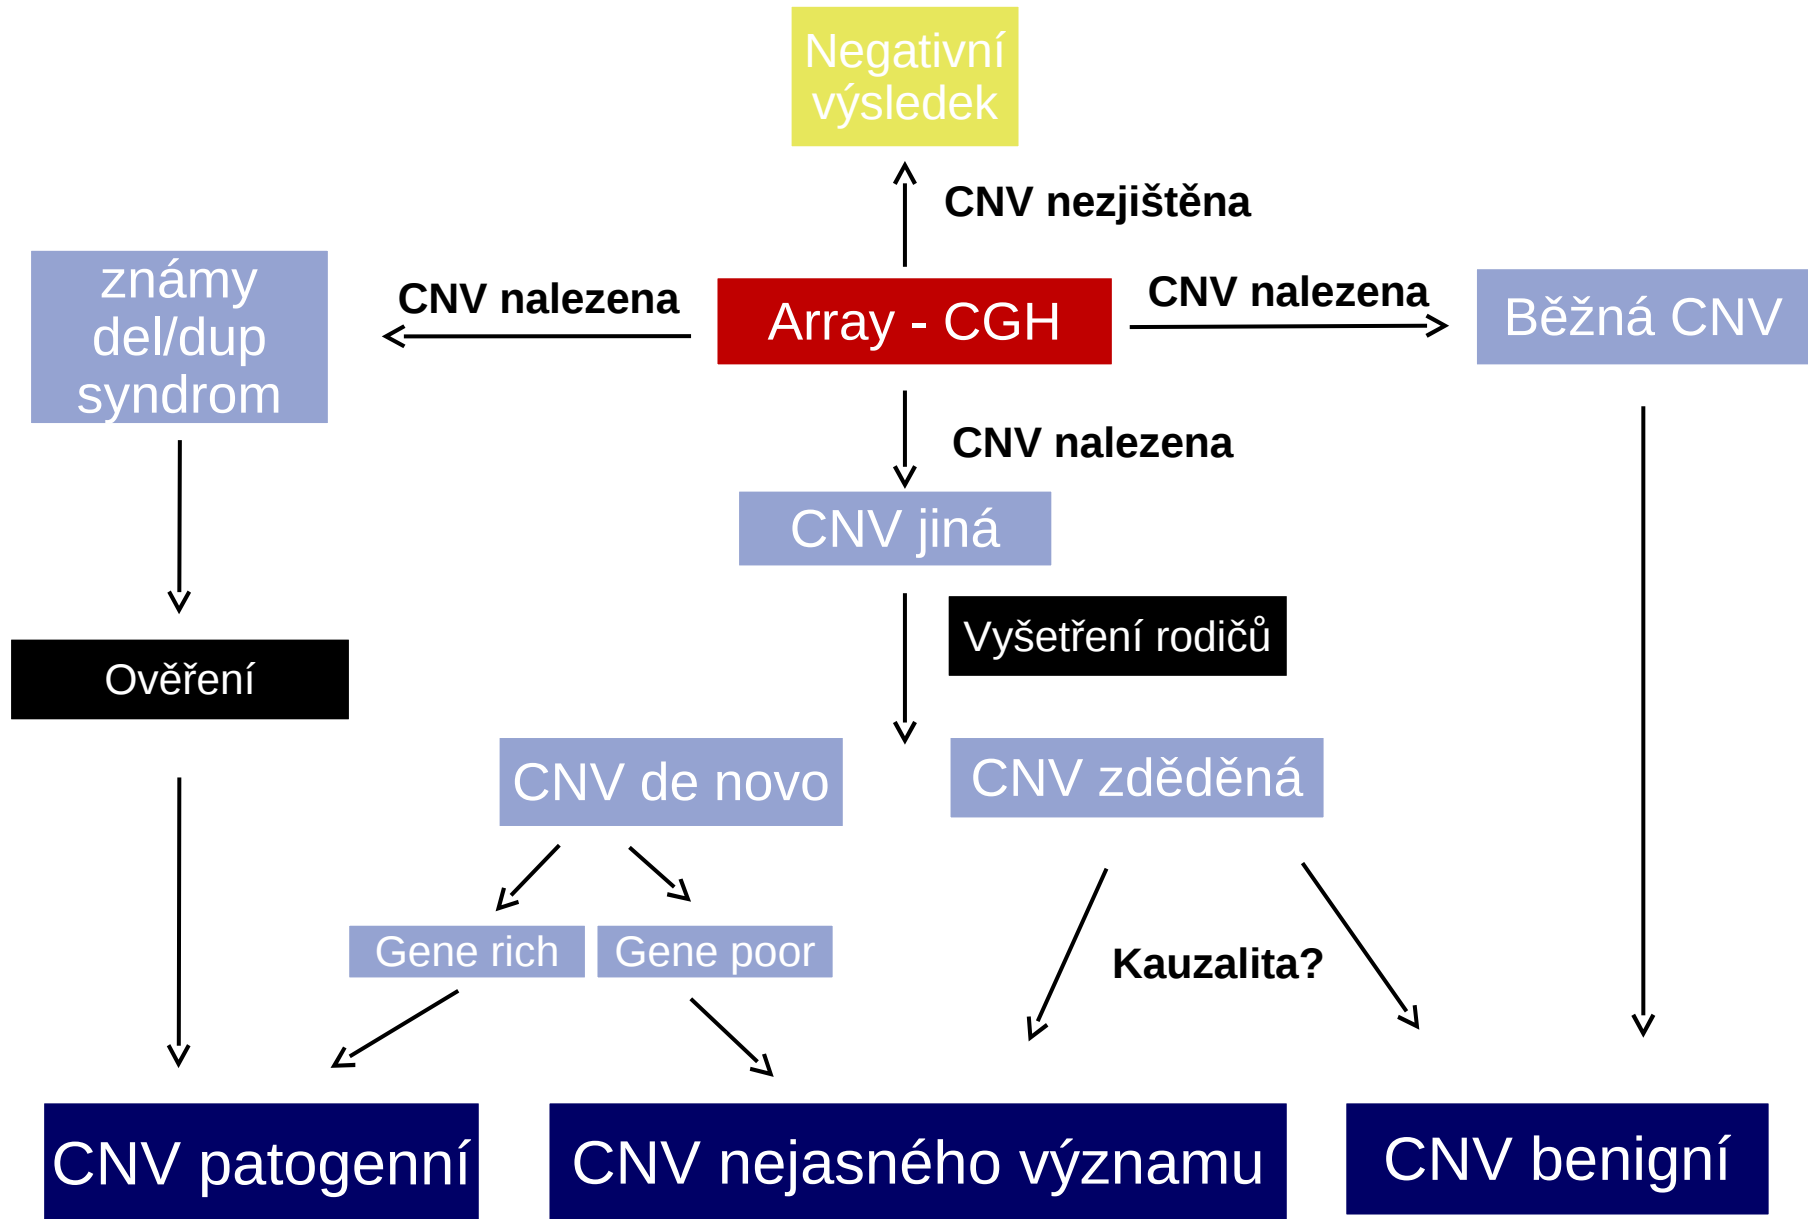 Negativní
výsledek
CNV nezjištěna
známy
del/dup
syndrom
CNV nalezena
Array - CGH
CNV nalezena
Běžná CNV
CNV nalezena
CNV jiná
Vyšetření rodičů
Ověření
CNV de novo
CNV zděděná
Gene rich
Gene poor
Kauzalita?
CNV patogenní
CNV nejasného významu
CNV benigní